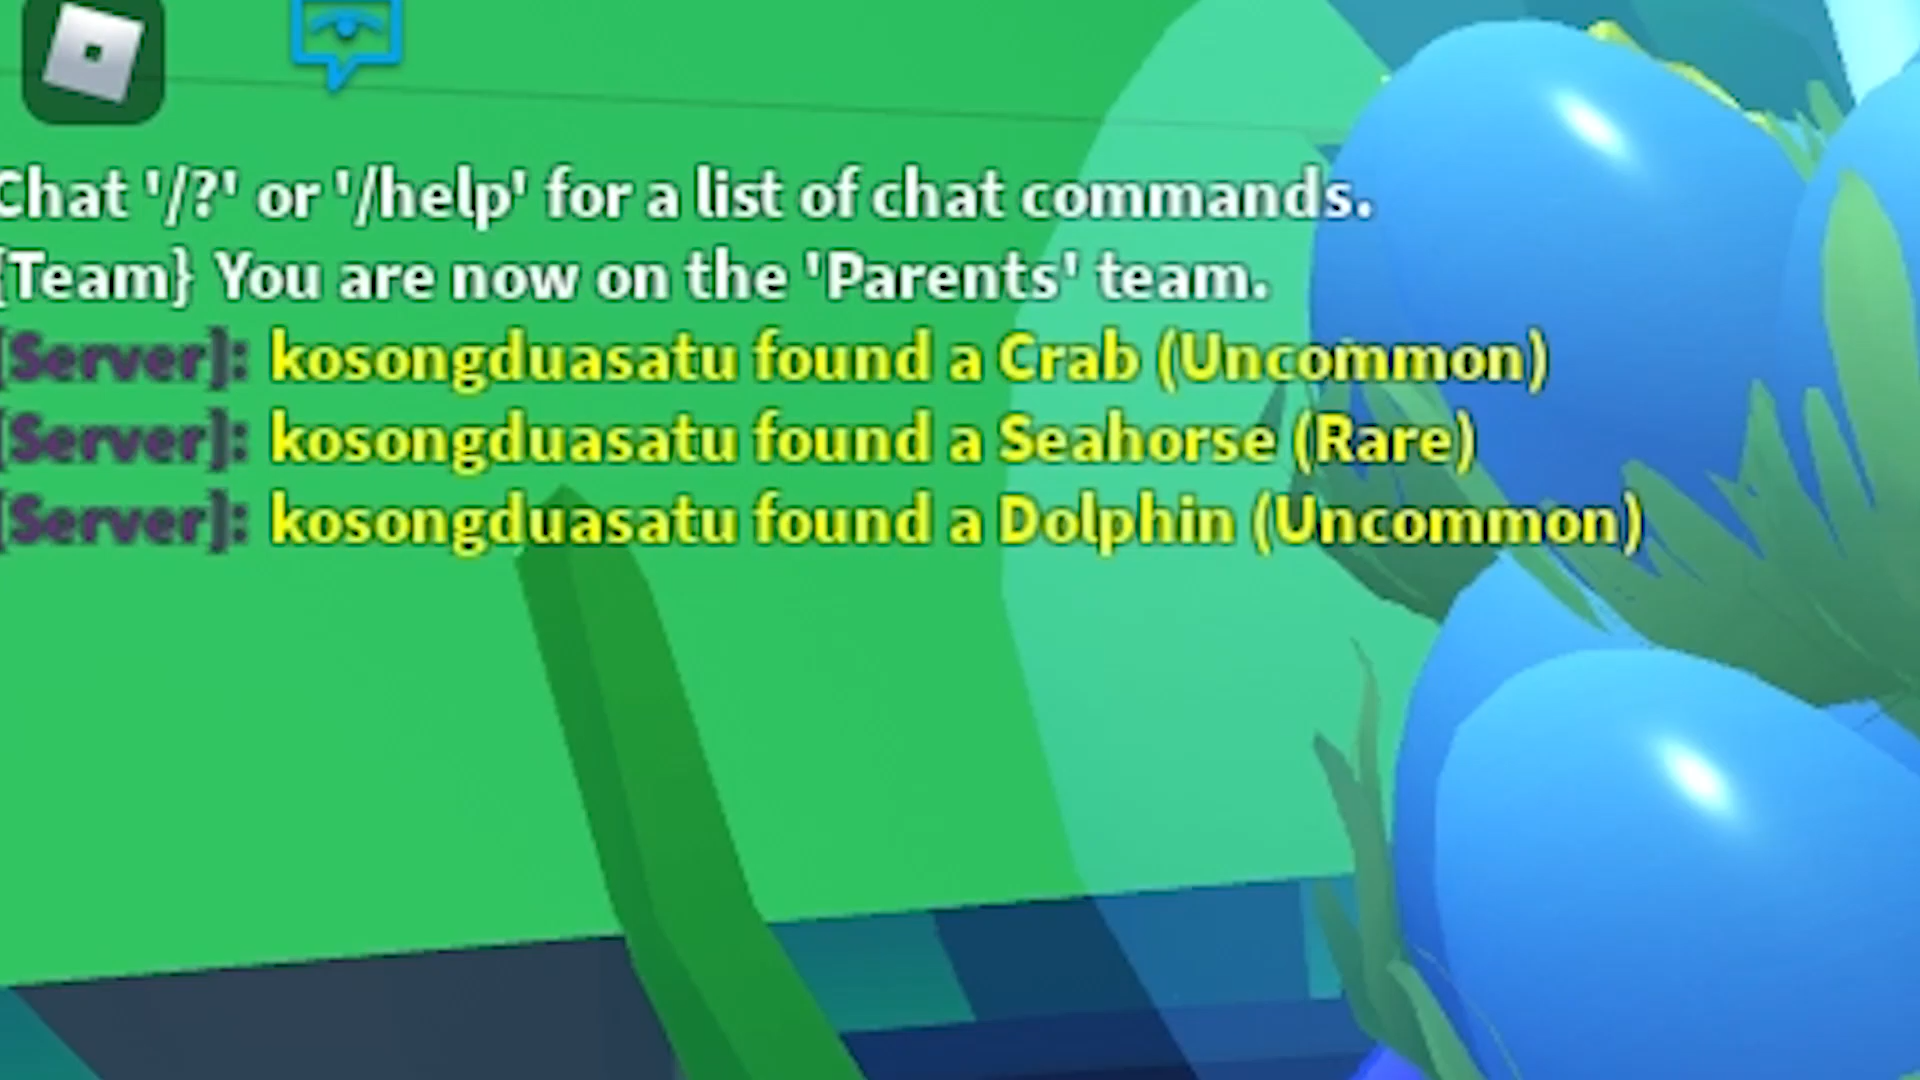 Chat '/?' or '/help' for a list of chat commands.
{Team} You are now on the 'Parents' team.
[Server]: kosongduasatu found a Crab (Uncommon)
[Server]: kosongduasatu found a Seahorse (Rare)
[Server]: kosongduasatu found a Dolphin (Uncommon)